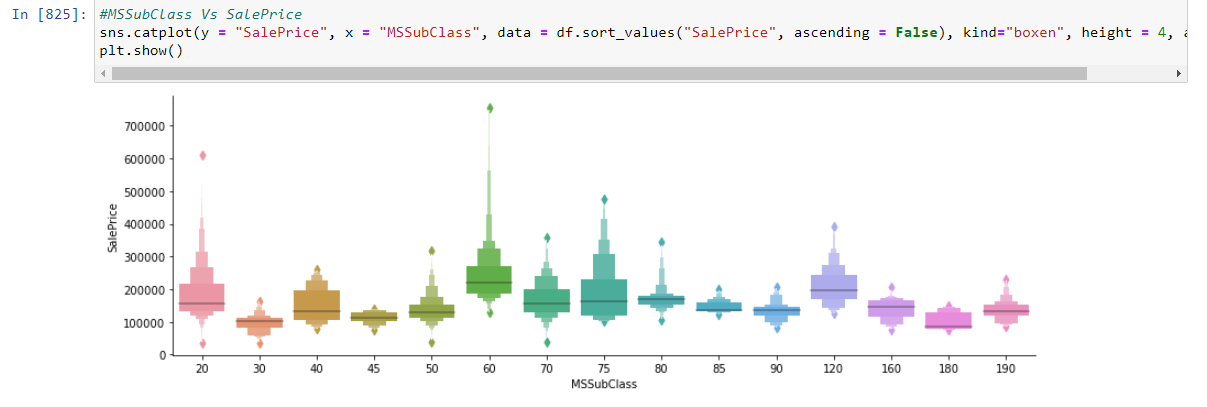 In [825]: #MSSubClass Vs SalePrice
sns.catplot(y = "SalePrice", x = "MSSubClass", data = df.sort_values("SalePrice", ascending = False), kind="boxen", height = 4,
plt.show()
700000
600000
500000
400000
300000
200000
100000
0
SalePrice
20 30 40 45 50 60 70 75 80 85 90 120 160 180 190
MSSubClass